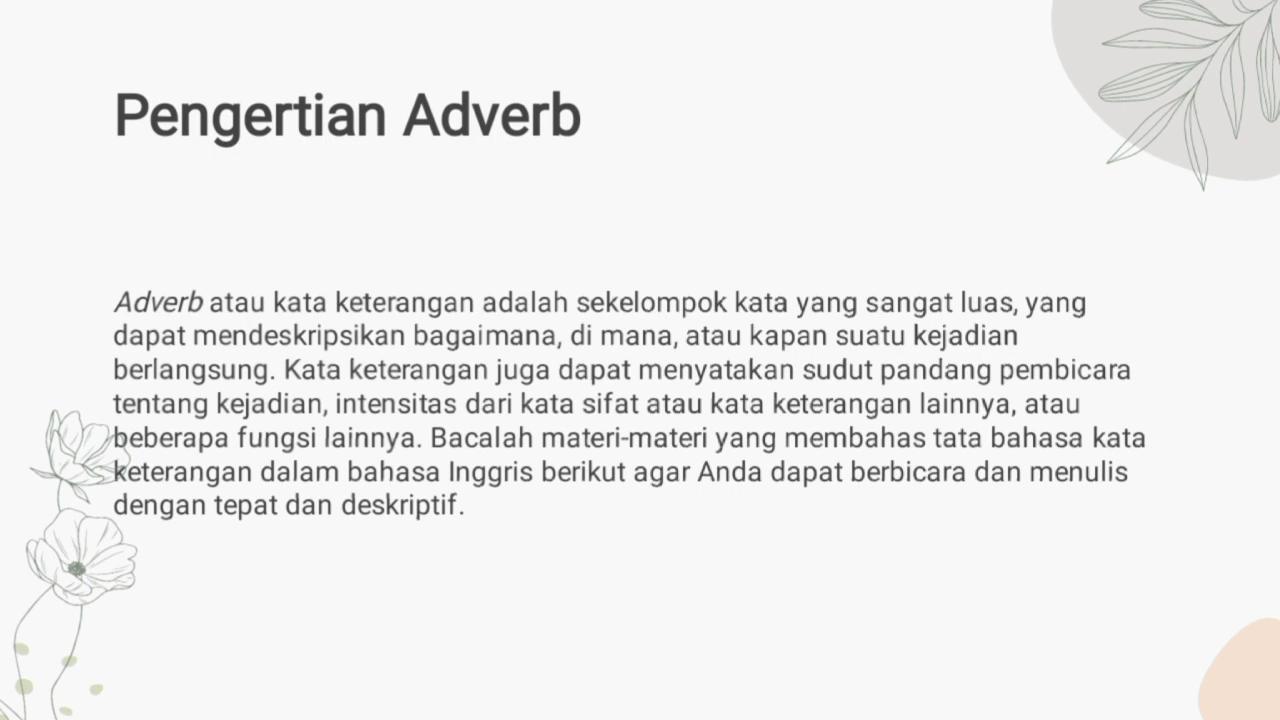 Pengertian Adverb
Adverb atau kata keterangan adalah sekelompok kata yang sangat luas, yang
dapat mendeskripsikan bagaimana, di mana, atau kapan suatu kejadian
berlangsung. Kata keterangan juga dapat menyatakan sudut pandang pembicara
tentang kejadian, intensitas dari kata sifat atau kata keterangan lainnya, atau
beberapa fungsi lainnya. Bacalah materi-materi yang membahas tata bahasa kata
keterangan dalam bahasa Inggris berikut agar Anda dapat berbicara dan menulis
dengan tepat dan deskriptif.